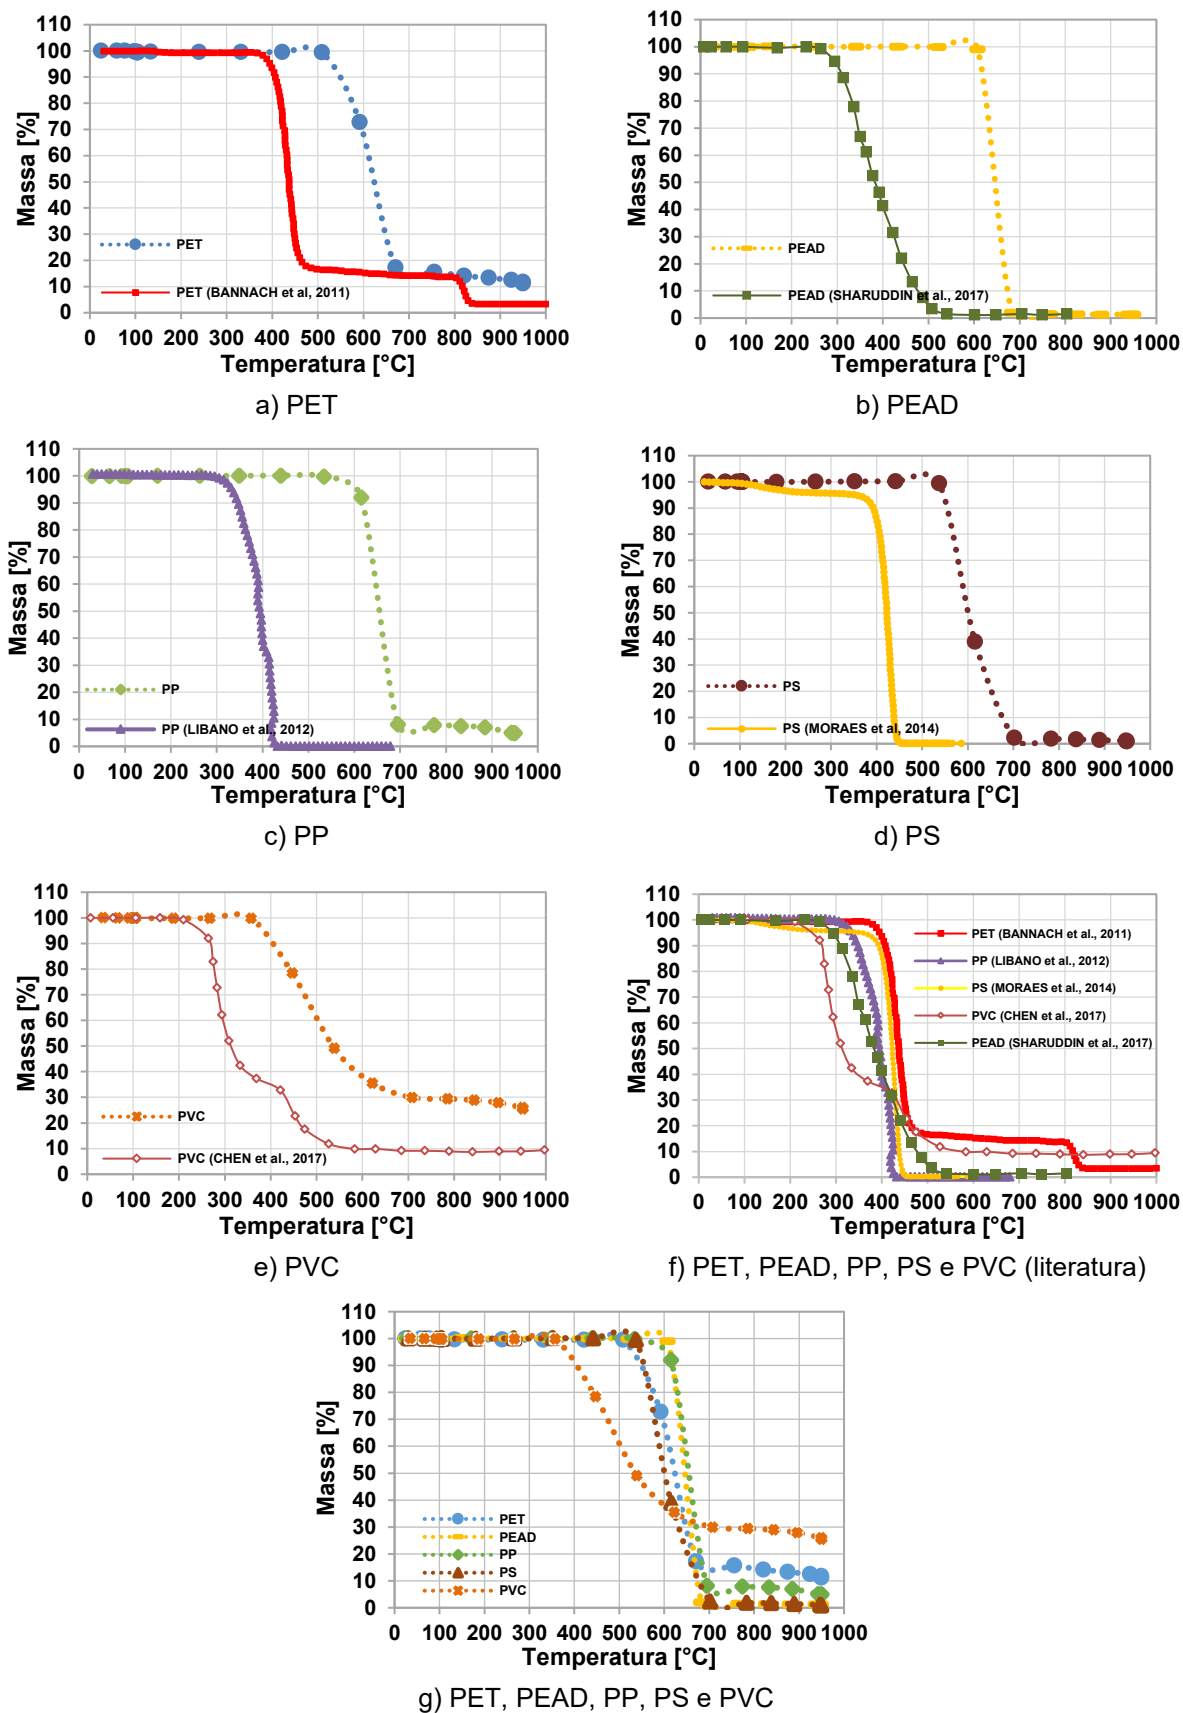 110
100
90
80
70
60
50
40
30
20
10
0
Massa [%]
PET
PET (BANNACH et al, 2011)
0 100 200 300 400 500 600 700 800 900 1000
Temperatura [°C]
a) PET
110
100
90
80
70
60
50
40
30
20
10
0
Massa [%]
PEAD
PEAD (SHARUDDIN et al., 2017)
0 100 200 300 400 500 600 700 800 900 1000
Temperatura [°C]
b) PEAD
110
100
90
80
70
60
50
40
30
20
10
0
Massa [%]
PP
PP (LIBANO et al., 2012)
0 100 200 300 400 500 600 700 800 900 1000
Temperatura [°C]
c) PP
110
100
90
80
70
60
50
40
30
20
10
0
Massa [%]
PS
PS (MORAES et al, 2014)
0 100 200 300 400 500 600 700 800 900 1000
Temperatura [°C]
d) PS
110
100
90
80
70
60
50
40
30
20
10
0
Massa [%]
PVC
PVC (CHEN et al., 2017)
0 100 200 300 400 500 600 700 800 900 1000
Temperatura [°C]
e) PVC
110
100
90
80
70
60
50
40
30
20
10
0
Massa [%]
PET (BANNACH et al., 2011)
PP (LIBANO et al., 2012)
PS (MORAES et al., 2014)
PVC (CHEN et al., 2017)
PEAD (SHARUDDIN et al., 2017)
0 100 200 300 400 500 600 700 800 900 1000
Temperatura [°C]
f) PET, PEAD, PP, PS e PVC (literatura)
110
100
90
80
70
60
50
40
30
20
10
0
Massa [%]
PET
PEAD
PP
PS
PVC
0 100 200 300 400 500 600 700 800 900 1000
Temperatura [°C]
g) PET, PEAD, PP, PS e PVC